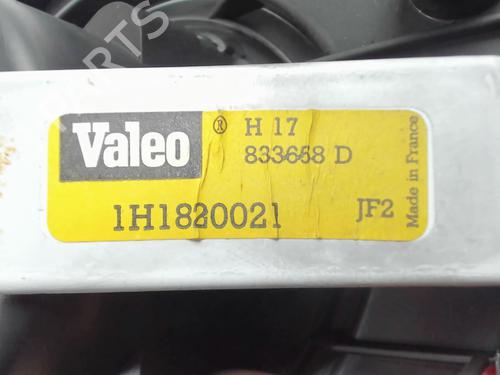 Valeo ® H 17
833658 D
1H1820021 JF2
Made in France